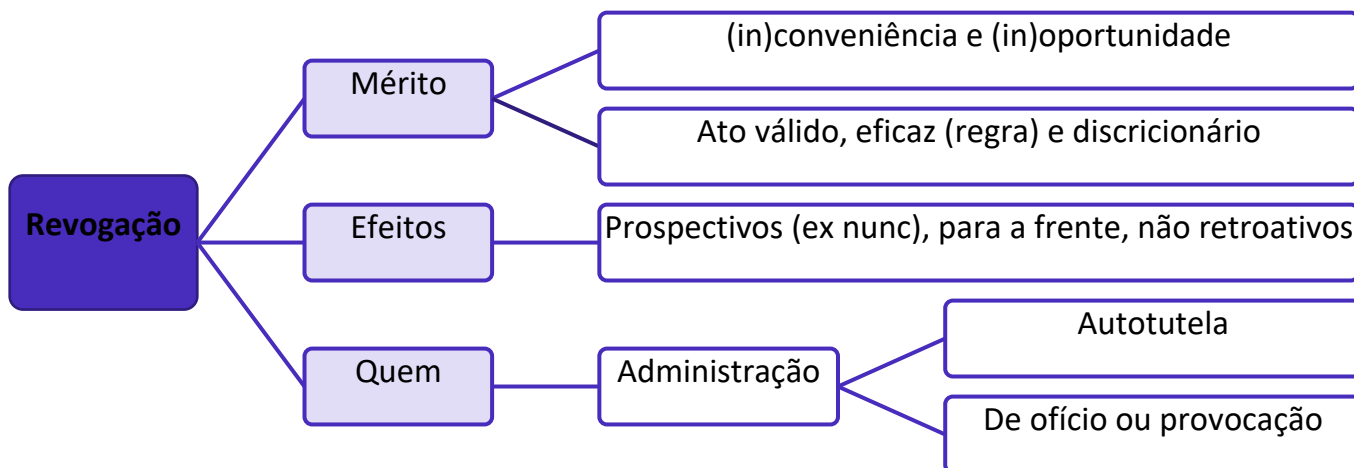 (in)conveniência e (in)oportunidade
Mérito
Ato válido, eficaz (regra) e discricionário
Revogação
Efeitos
Prospectivos (ex nunc), para a frente, não retroativos
Autotutela
Quem
Administração
De ofício ou provocação